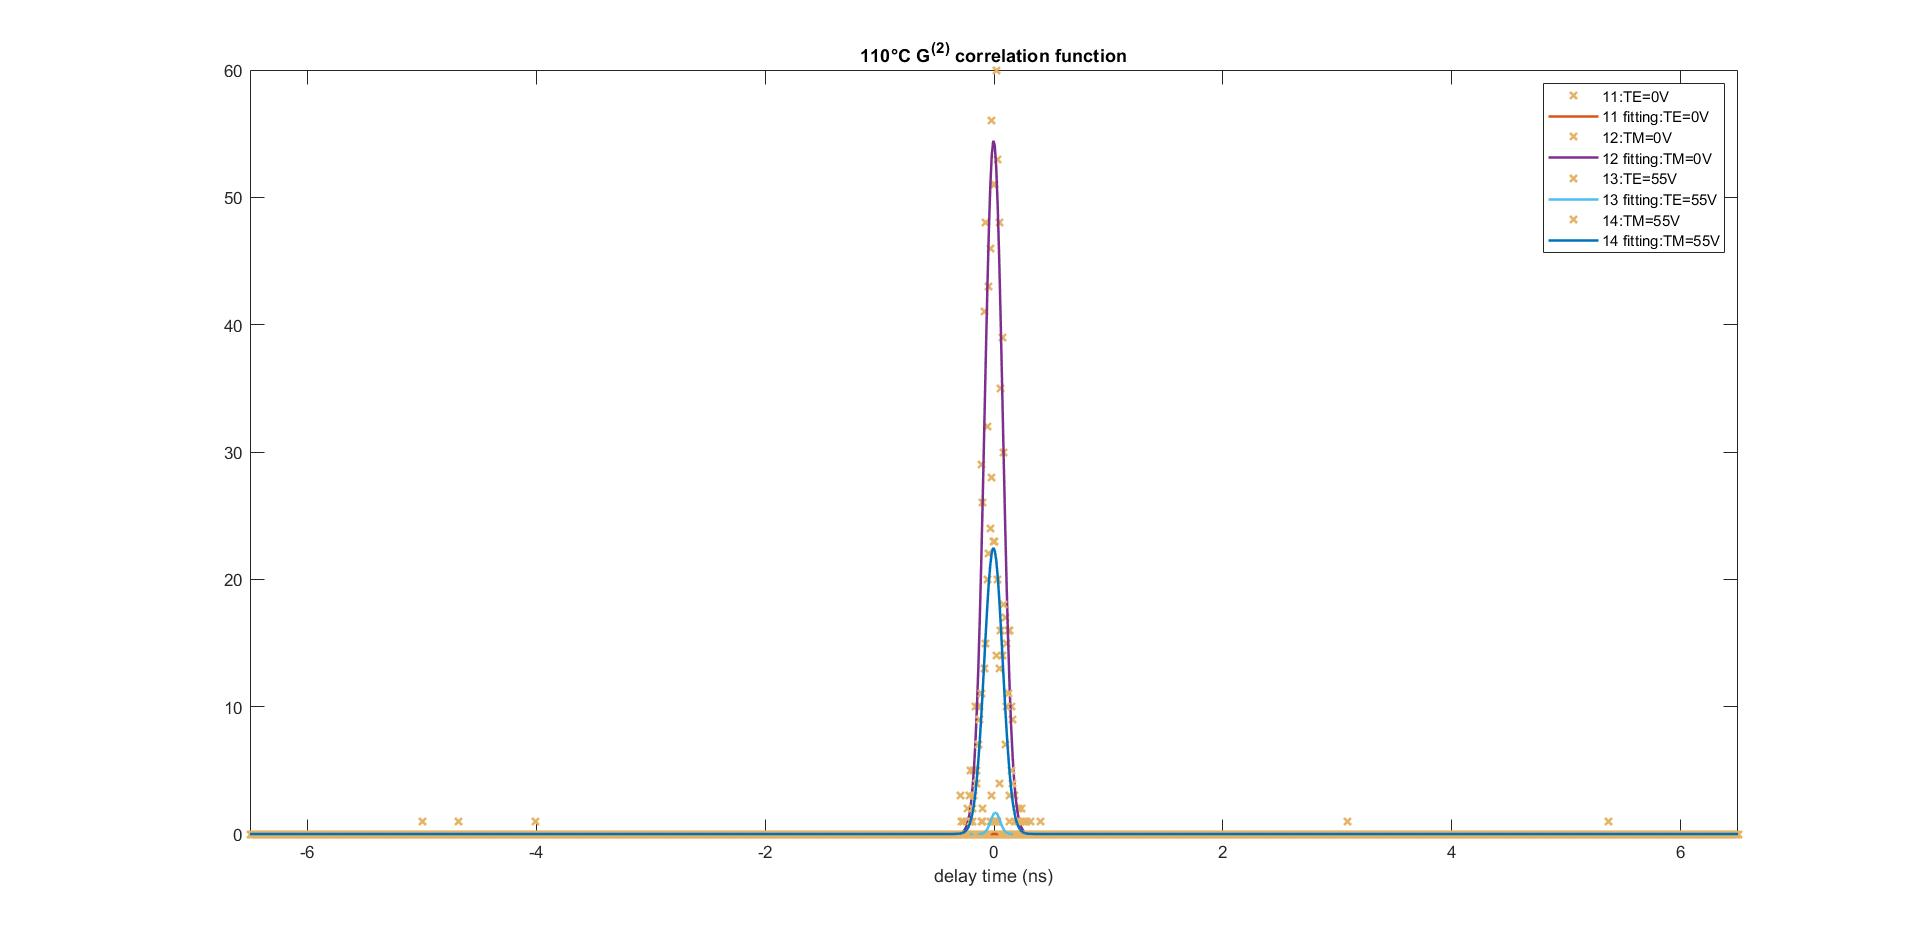 110°C G(2) correlation function
60
50
40
30
20
10
0
-6 -4 -2 0 2 4 6
delay time (ns)
11:TE=0V
11 fitting:TE=0V
12:TM=0V
12 fitting:TM=0V
13:TE=55V
13 fitting:TE=55V
14:TM=55V
14 fitting:TM=55V